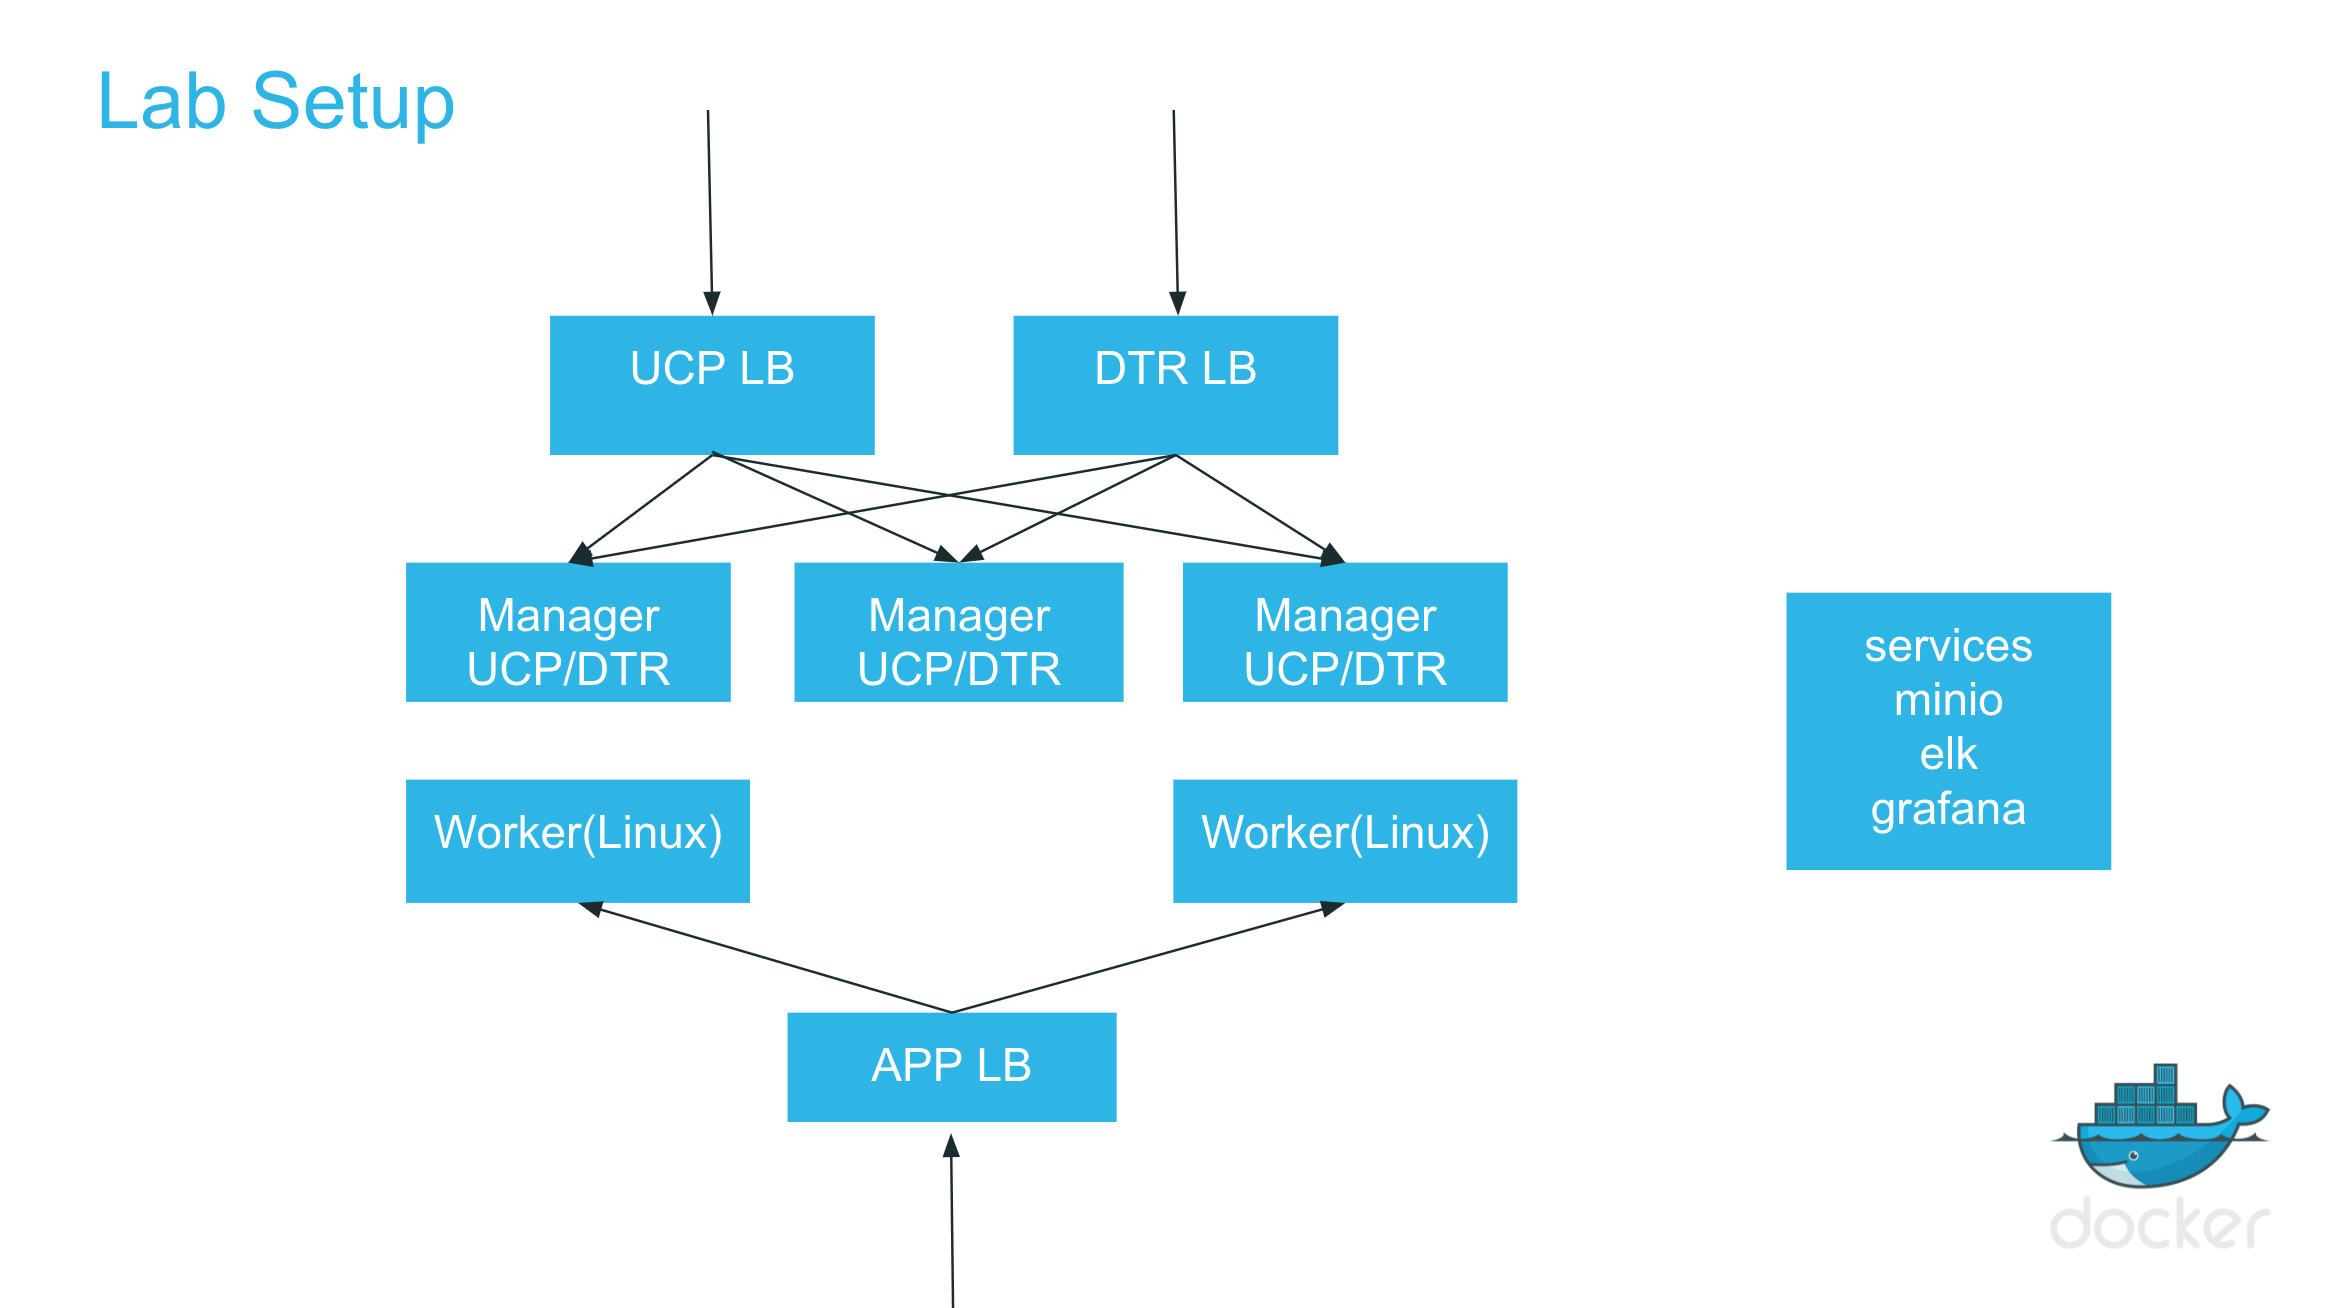 Lab Setup
UCP LB
DTR LB
Manager
UCP/DTR
Manager
UCP/DTR
Manager
UCP/DTR
services
minio
elk
grafana
Worker(Linux)
Worker(Linux)
APP LB
docker